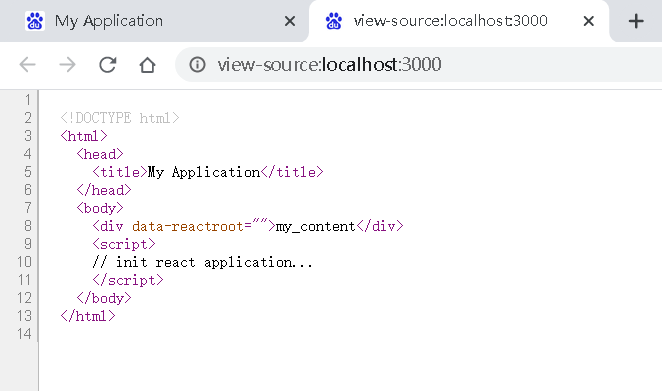 My Application
view-source:localhost:3000
view-source:localhost:3000
1
2 <!DOCTYPE html>
3 <html>
4 <head>
5 <title>My Application</title>
6 </head>
7 <body>
8 <div data-reactroot="">my_content</div>
9 <script>
10 // init react application...
11 </script>
12 </body>
13 </html>
14